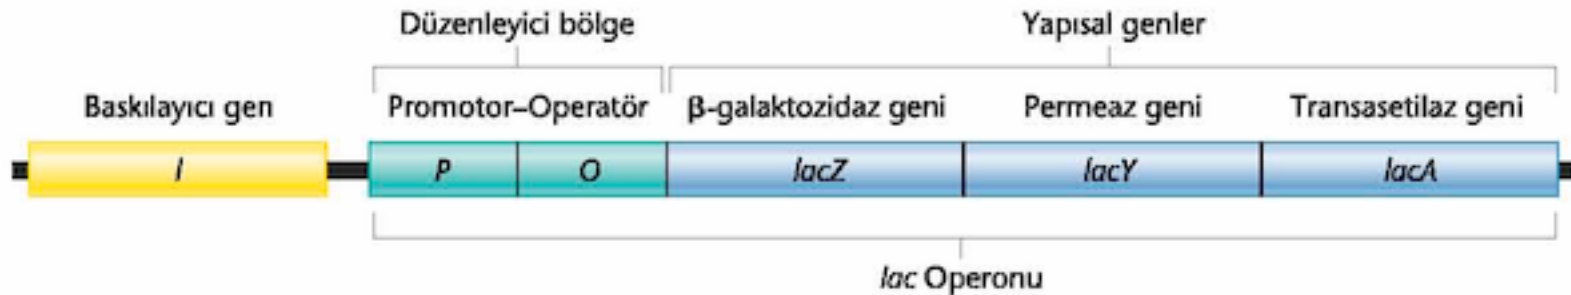 Düzenleyici bölge Yapısal genler
Baskılayıcı gen Promotor–Operatör β-galaktozidaz geni Permeaz geni Transasetilaz geni
I P O lacZ lacY lacA
lac Operonu